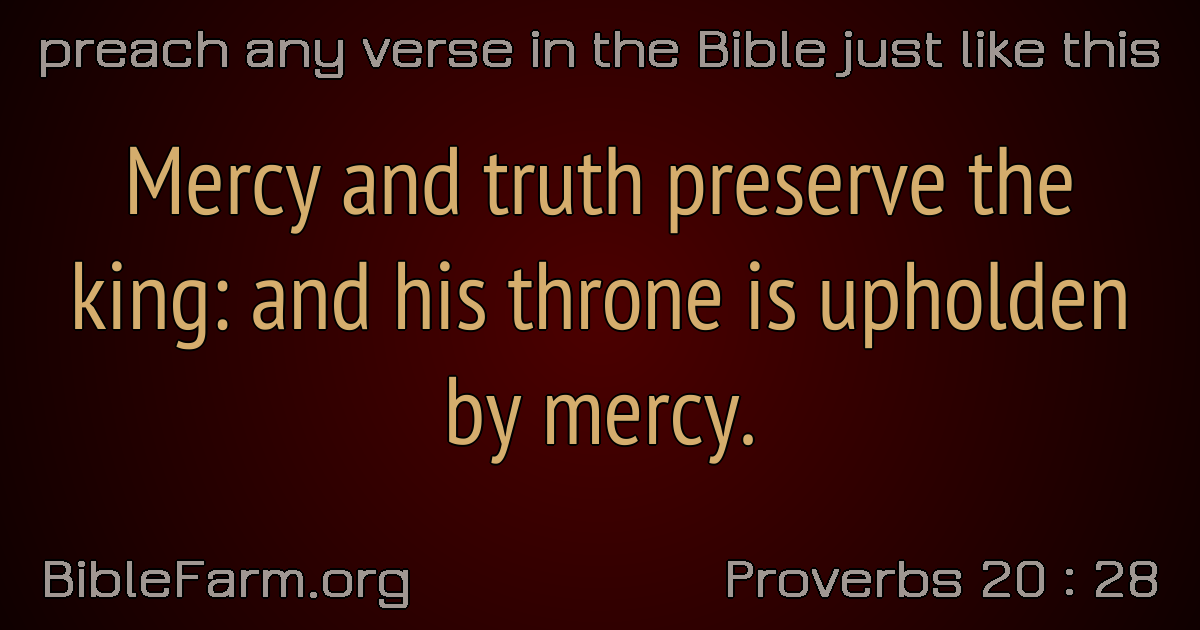 preach any verse in the Bible just like this
Mercy and truth preserve the
king: and his throne is upholden
by mercy.
BibleFarm.org
Proverbs 20 : 28